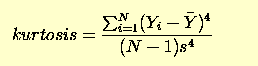 kurtosis = \frac{\sum_{i=1}^{N}(Y_i - \bar{Y})^4}{(N-1)s^4}